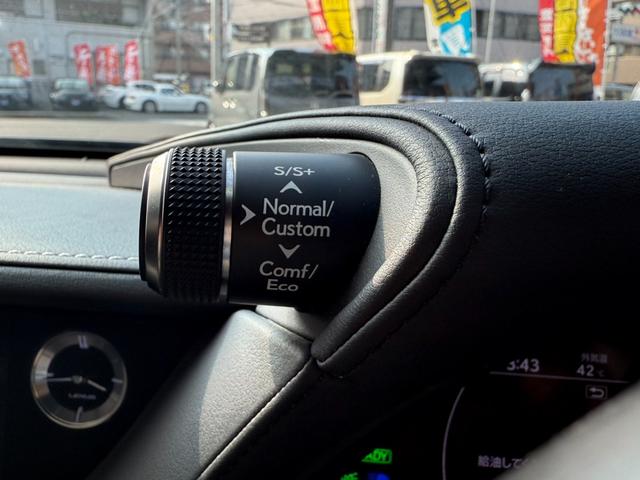 S/S+
Normal/
Custom
Comf/
Eco
3:43
外気温
42℃
LEXUS
給油して